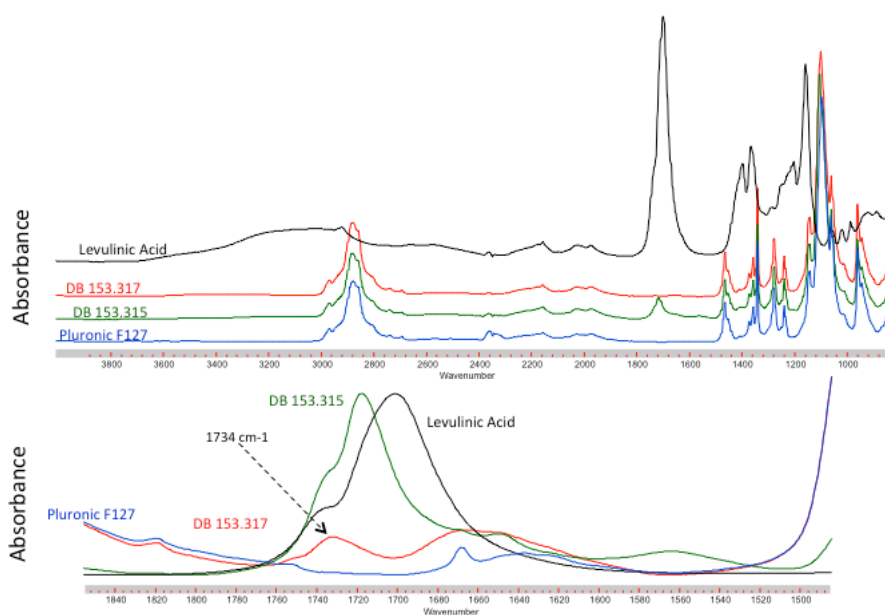 Absorbance
Levulinic Acid
DB 153.317
DB 153.315
Pluronic F127
3800 3600 3400 3200 3000 2800 2600 2400 2200 2000 1800 1600 1400 1200 1000
Wavenumber
Absorbance
DB 153.315
Levulinic Acid
1734 cm-1
Pluronic F127
DB 153.317
1840 1820 1800 1780 1760 1740 1720 1700 1680 1660 1640 1620 1600 1580 1560 1540 1520 1500
Wavenumber